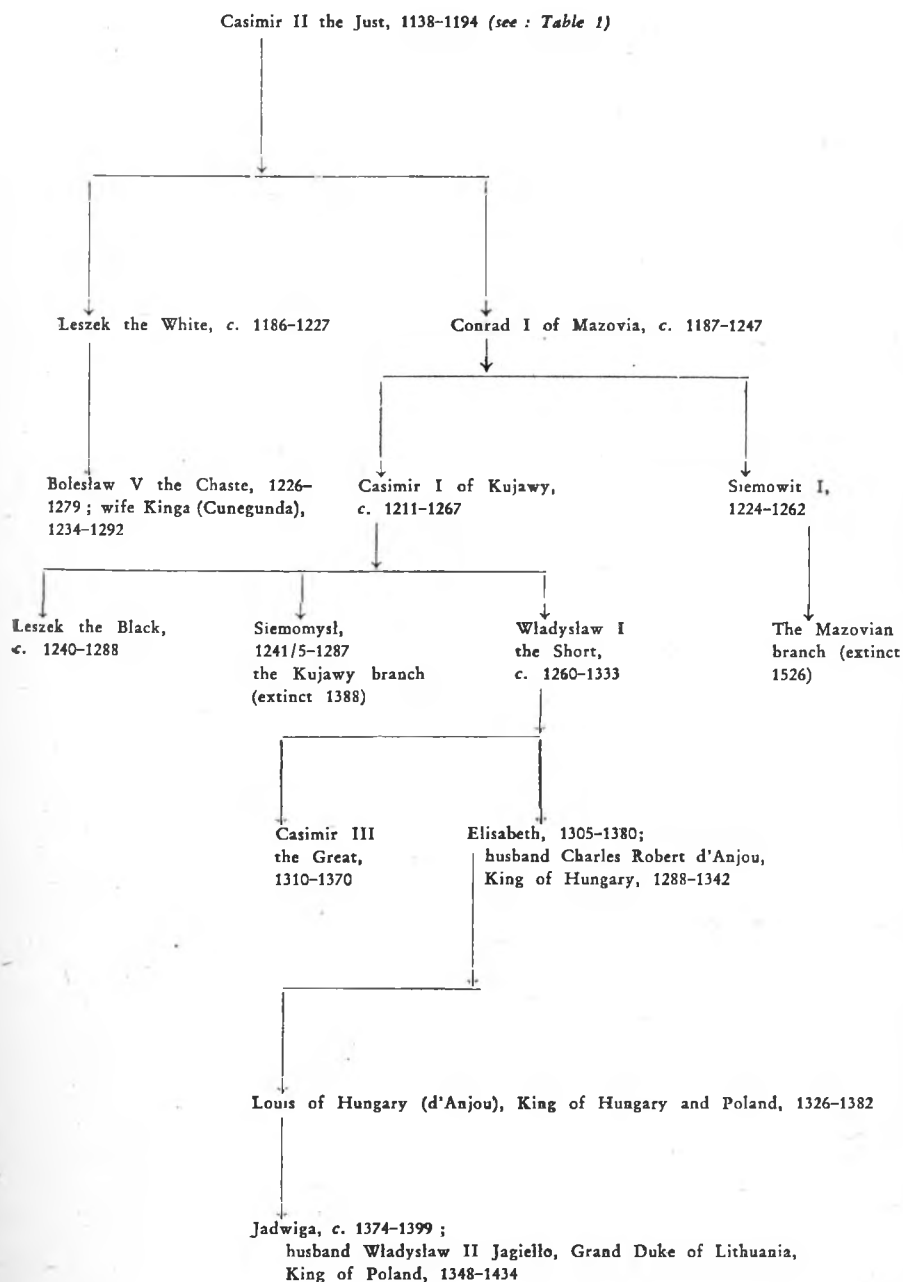 Casimir II the Just, 1138–1194 (see : Table 1)
Leszek the White, c. 1186–1227
Conrad I of Mazovia, c. 1187–1247
Bolesław V the Chaste, 1226–
1279 ; wife Kinga (Cunegunda),
1234–1292
Casimir I of Kujawy,
c. 1211–1267
Siemowit I,
1224–1262
Leszek the Black,
c. 1240–1288
Siemomysł,
1241/5–1287
the Kujawy branch
(extinct 1388)
Władysław I
the Short,
c. 1260–1333
The Mazovian
branch (extinct
1526)
Casimir III
the Great,
1310–1370
Elisabeth, 1305–1380;
husband Charles Robert d'Anjou,
King of Hungary, 1288–1342
Louis of Hungary (d'Anjou), King of Hungary and Poland, 1326–1382
Jadwiga, c. 1374–1399 ;
husband Władysław II Jagiełło, Grand Duke of Lithuania,
King of Poland, 1348–1434